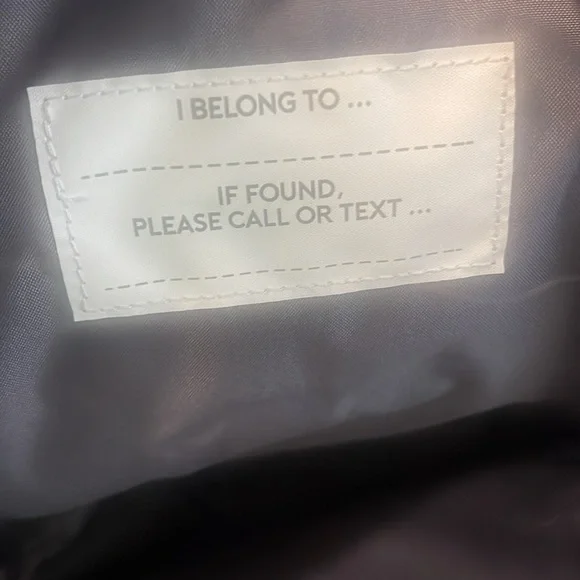 I BELONG TO ...
IF FOUND,
PLEASE CALL OR TEXT ...